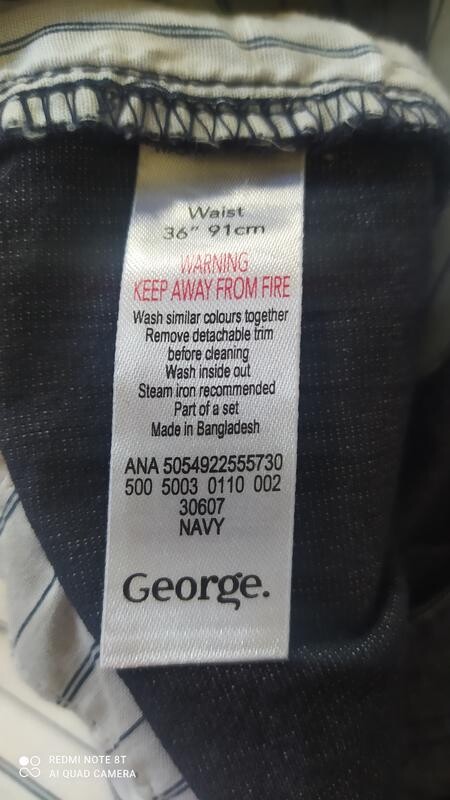 Waist
36" 91cm
WARNING
KEEP AWAY FROM FIRE
Wash similar colours together
Remove detachable trim
before cleaning
Wash inside out
Steam iron recommended
Part of a set
Made in Bangladesh
ANA 5054922555730
500 5003 0110 002
30607
NAVY
George.
REDMI NOTE 8T
AI QUAD CAMERA